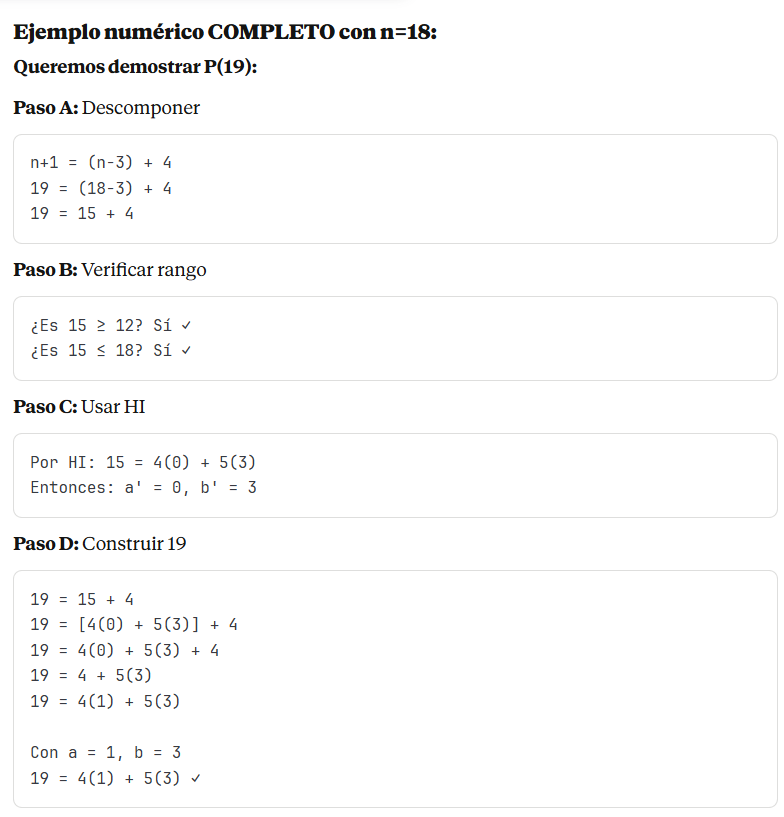 Ejemplo numérico COMPLETO con n=18:
Queremos demostrar P(19):
Paso A: Descomponer
n+1 = (n-3) + 4
19 = (18-3) + 4
19 = 15 + 4
Paso B: Verificar rango
¿Es 15 ≥ 12? Sí ✓
¿Es 15 ≤ 18? Sí ✓
Paso C: Usar HI
Por HI: 15 = 4(0) + 5(3)
Entonces: a' = 0, b' = 3
Paso D: Construir 19
19 = 15 + 4
19 = [4(0) + 5(3)] + 4
19 = 4(0) + 5(3) + 4
19 = 4 + 5(3)
19 = 4(1) + 5(3)
Con a = 1, b = 3
19 = 4(1) + 5(3) ✓